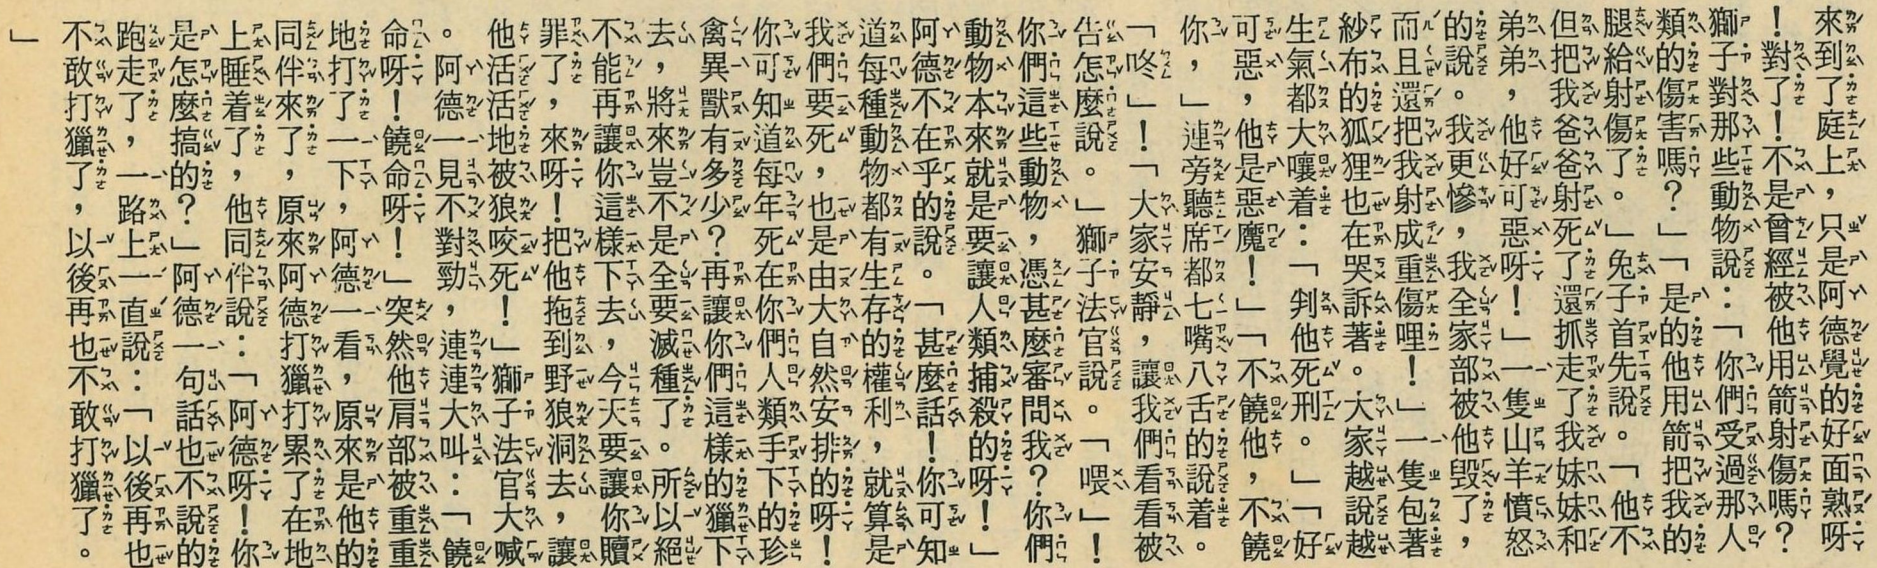 來到了庭上，只是阿德覺的好面熟呀
！對了！不是曾經被他用箭射傷嗎？
獅子對那些動物說：「你們受過那人
類的傷害嗎？」「是的他用箭把我的
腿給射傷了。」兔子首先說。「他不
但把我爸爸射死了還抓走了我妹妹和
弟弟，他好可惡呀！」一隻山羊憤怒
的說。我更慘，我全家部被他毀了，
而且還把我射成重傷哩！」一隻包著
紗布的狐狸也在哭訴著。大家越說越
生氣都大嚷着：「判他死刑。」「好
可惡，他是惡魔！」「不饒他，不饒
你，」連旁聽席都七嘴八舌的說着。
「咚」！「大家安靜，讓我們看看被
告怎麼說。」獅子法官說。「喂」！
你們這些動物，憑甚麼審問我？你們
動物本來就是要讓人類捕殺的呀！」
阿德不在乎的說。「甚麼話！你可知
道每種動物都有生存的權利，就算是
我們要死，也是由大自然安排的呀！
你可知道每年死在你們人類手下的珍
禽異獸有多少？再讓你們這樣的獵下
去，將來豈不是全要滅種了。所以絕
不能再讓你這樣下去，今天要讓你贖
罪了，來呀！把他拖到野狼洞去，讓
他活活地被狼咬死！」獅子法官大喊
。阿德一見不對勁，連連大叫：「饒
命呀！饒命呀！」突然他肩部被重重
地打了一下，阿德一看，原來是他的
同伴來了，原來阿德打獵打累了在地
上睡着了，他同伴說：「阿德呀！你
是怎麼搞的？」阿德一句話也不說的
跑走了，一路上一直說：「以後再也
不敢打獵了，以後再也不敢打獵了。
」